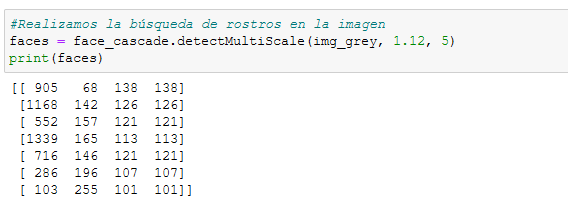 #Realizamos la búsqueda de rostros en la imagen
faces = face_cascade.detectMultiScale(img_grey, 1.12, 5)
print(faces)
[[ 905   68  138  138]
 [1168  142  126  126]
 [ 552  157  121  121]
 [1339  165  113  113]
 [ 716  146  121  121]
 [ 286  196  107  107]
 [ 103  255  101  101]]